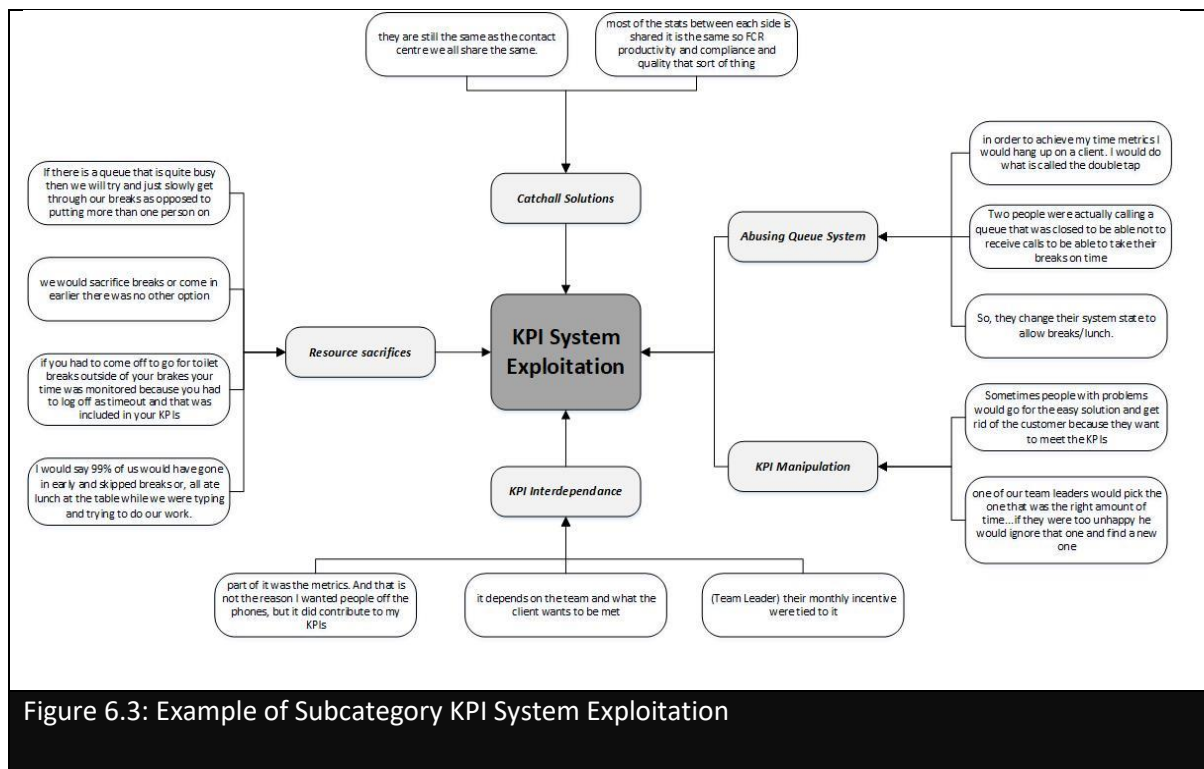 they are still the same as the contact
centre we all share the same.
most of the stats between each side is
shared it is the same so FCR
productivity and compliance and
quality that sort of thing
Catchall Solutions
If there is a queue that is quite busy
then we will try and just slowly get
through our breaks as opposed to
putting more than one person on
we would sacrifice breaks or come in
earlier there was no other option
if you had to come off to go for toilet
breaks outside of your brakes your
time was monitored because you had
to log off as timeout and that was
included in your KPIs
I would say 99% of us would have gone
in early and skipped breaks or, all ate
lunch at the table while we were typing
and trying to do our work.
Resource sacrifices
KPI System
Exploitation
Abusing Queue System
in order to achieve my time metrics I
would hang up on a client. I would do
what is called the double tap
Two people were actually calling a
queue that was closed to be able not to
receive calls to be able to take their
breaks on time
So, they change their system state to
allow breaks/lunch.
KPI Manipulation
Sometimes people with problems
would go for the easy solution and get
rid of the customer because they want
to meet the KPIs
one of our team leaders would pick the
one that was the right amount of
time...if they were too unhappy he
would ignore that one and find a new
one
KPI Interdependance
part of it was the metrics. And that is
not the reason I wanted people off the
phones, but it did contribute to my
KPIs
it depends on the team and what the
client wants to be met
(Team Leader) their monthly incentive
were tied to it
Figure 6.3: Example of Subcategory KPI System Exploitation